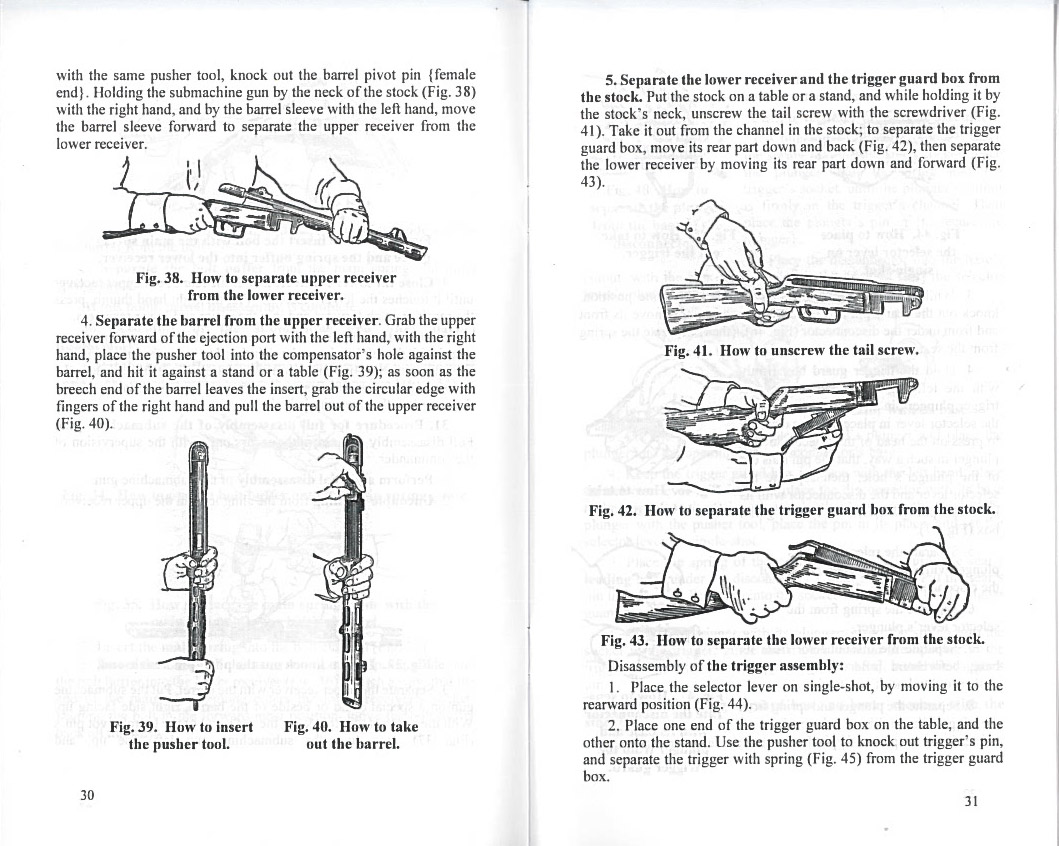 with the same pusher tool, knock out the barrel pivot pin {female
end}. Holding the submachine gun by the neck of the stock (Fig. 38)
with the right hand, and by the barrel sleeve with the left hand, move
the barrel sleeve forward to separate the upper receiver from the
lower receiver.
Fig. 38. How to separate upper receiver
from the lower receiver.
4. Separate the barrel from the upper receiver. Grab the upper
receiver forward of the ejection port with the left hand, with the right
hand, place the pusher tool into the compensator's hole against the
barrel, and hit it against a stand or a table (Fig. 39); as soon as the
breech end of the barrel leaves the insert, grab the circular edge with
fingers of the right hand and pull the barrel out of the upper receiver
(Fig. 40).
Fig. 39. How to insert
the pusher tool.
Fig. 40. How to take
out the barrel.
30
5. Separate the lower receiver and the trigger guard box from
the stock. Put the stock on a table or a stand, and while holding it by
the stock's neck, unscrew the tail screw with the screwdriver (Fig.
41). Take it out from the channel in the stock; to separate the trigger
guard box, move its rear part down and back (Fig. 42), then separate
the lower receiver by moving its rear part down and forward (Fig.
43).
Fig. 41. How to unscrew the tail screw.
Fig. 42. How to separate the trigger guard box from the stock.
Fig. 43. How to separate the lower receiver from the stock.
Disassembly of the trigger assembly:
1. Place the selector lever on single-shot, by moving it to the
rearward position (Fig. 44).
2. Place one end of the trigger guard box on the table, and the
other onto the stand. Use the pusher tool to knock out trigger's pin,
and separate the trigger with spring (Fig. 45) from the trigger guard
box.
31